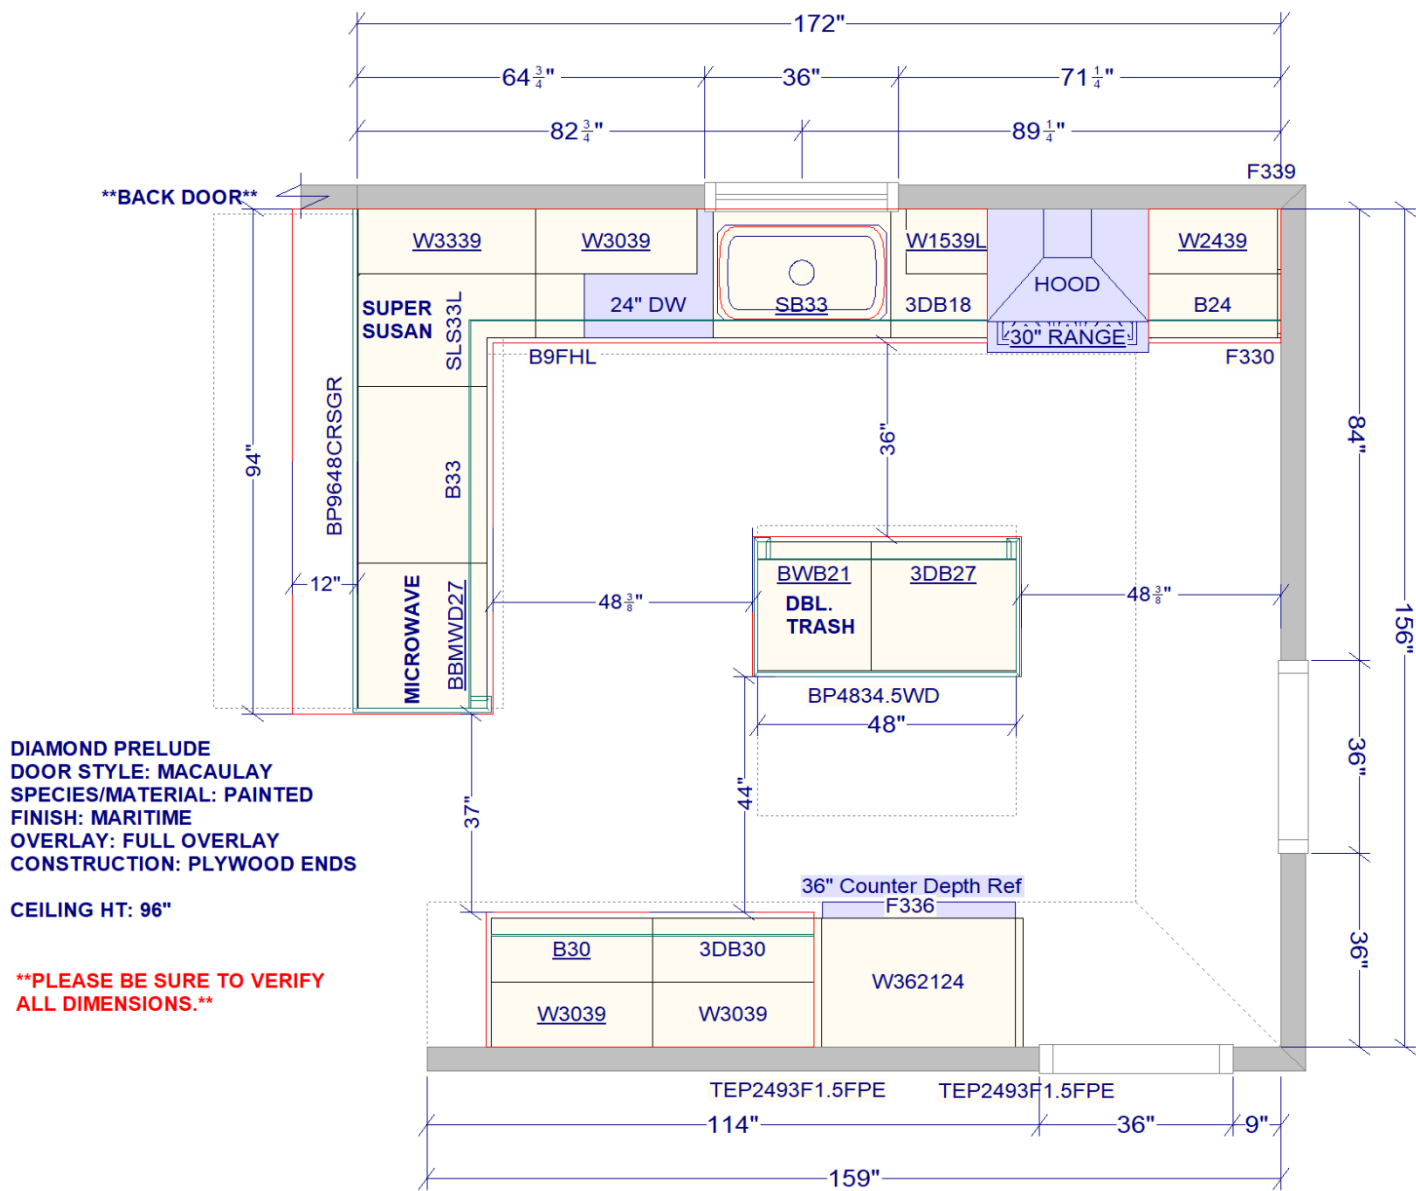 172"
64 3/4"
36"
71 1/4"
82 3/4"
89 1/4"
F339
**BACK DOOR**
W3339
W3039
W1539L
W2439
HOOD
SUPER
SUSAN
SLS33L
24" DW
SB33
3DB18
B24
30" RANGE
B9FHL
F330
BP9648CRSGR
94"
84"
36"
B33
156"
12"
MICROWAVE
BBMWD27
48 3/8"
BWB21
3DB27
DBL.
TRASH
48 3/8"
BP4834.5WD
48"
DIAMOND PRELUDE
DOOR STYLE: MACAULAY
SPECIES/MATERIAL: PAINTED
FINISH: MARITIME
OVERLAY: FULL OVERLAY
CONSTRUCTION: PLYWOOD ENDS
CEILING HT: 96"
37"
44"
36"
36" Counter Depth Ref
F336
36"
B30
3DB30
W362124
W3039
W3039
**PLEASE BE SURE TO VERIFY
ALL DIMENSIONS.**
TEP2493F1.5FPE
TEP2493F1.5FPE
114"
36"
9"
159"